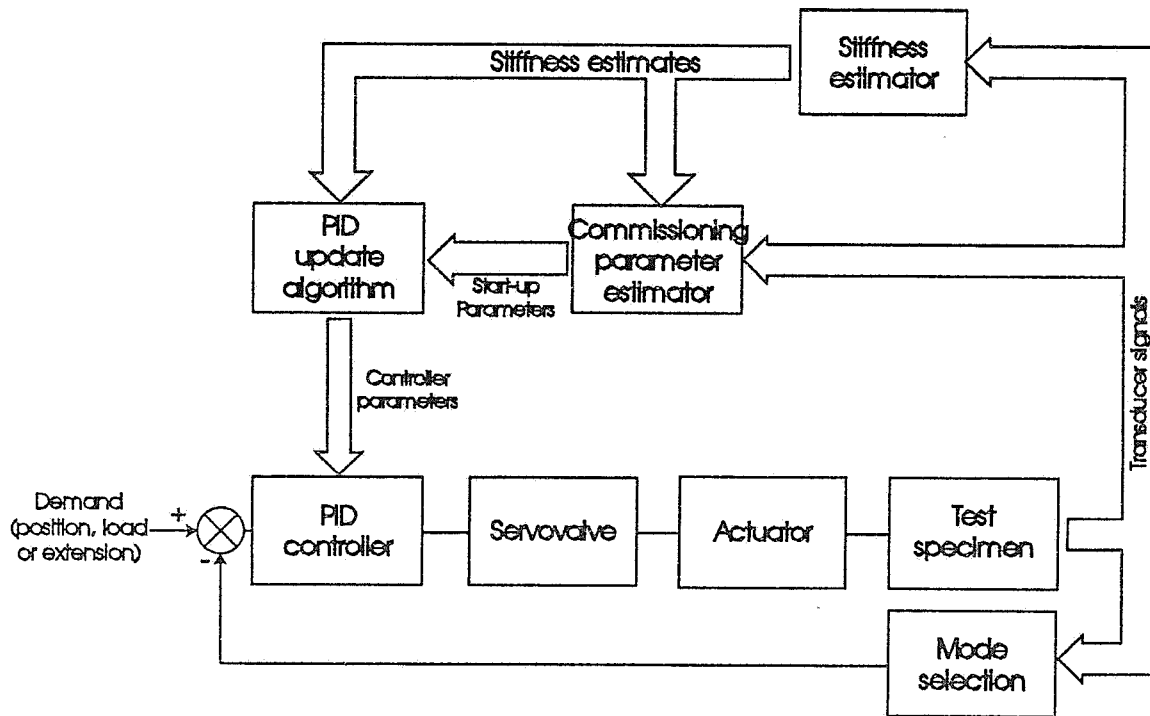 Stiffness
estimator
Stiffness estimates
PID
update
algorithm
Commissioning
parameter
estimator
Start-up
Parameters
Transducer signals
Controller
parameters
Demand
(position, load
or extension)
+
-
PID
controller
Servovalve
Actuator
Test
specimen
Mode
selection